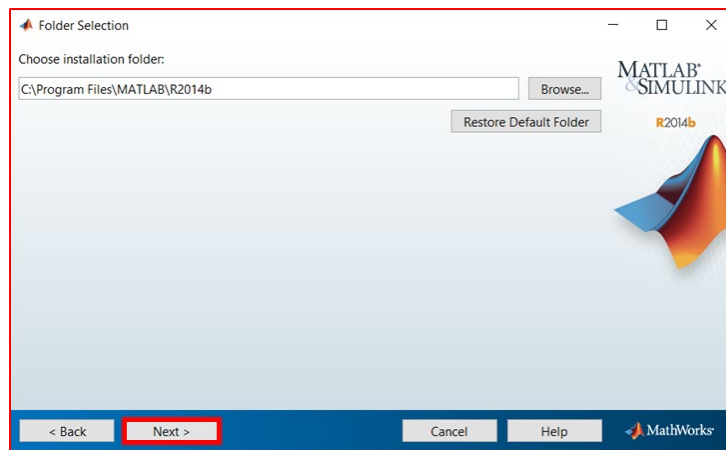 Folder Selection
Choose installation folder:
C:\Program Files\MATLAB\R2014b
Browse...
Restore Default Folder
MATLAB®
&SIMULINK
R2014b
< Back
Next >
Cancel
Help
MathWorks®